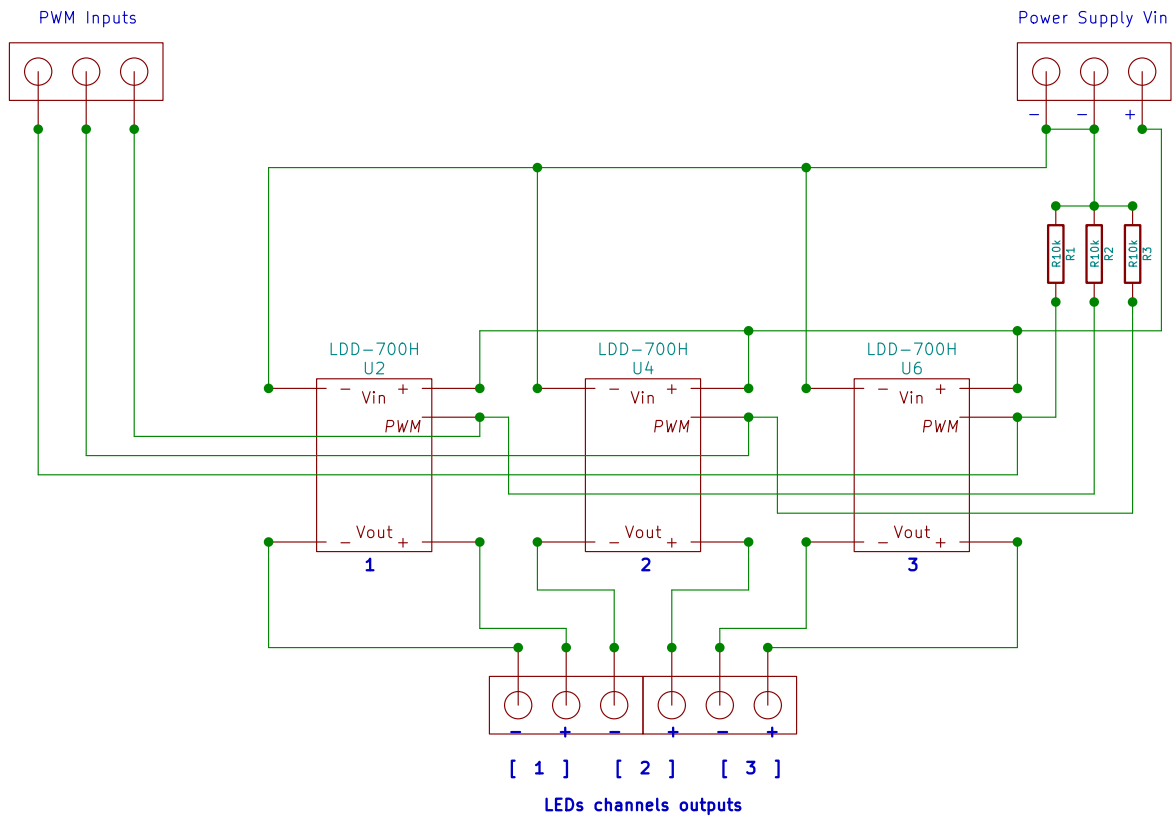 PWM Inputs
Power Supply Vin
− − +
R10k R1 R10k R2 R10k R3
LDD−700H LDD−700H LDD−700H
U2 U4 U6
− + − + − +
Vin Vin Vin
PWM PWM PWM
Vout Vout Vout
− + − + − +
1 2 3
− + − + − +
[ 1 ] [ 2 ] [ 3 ]
LEDs channels outputs